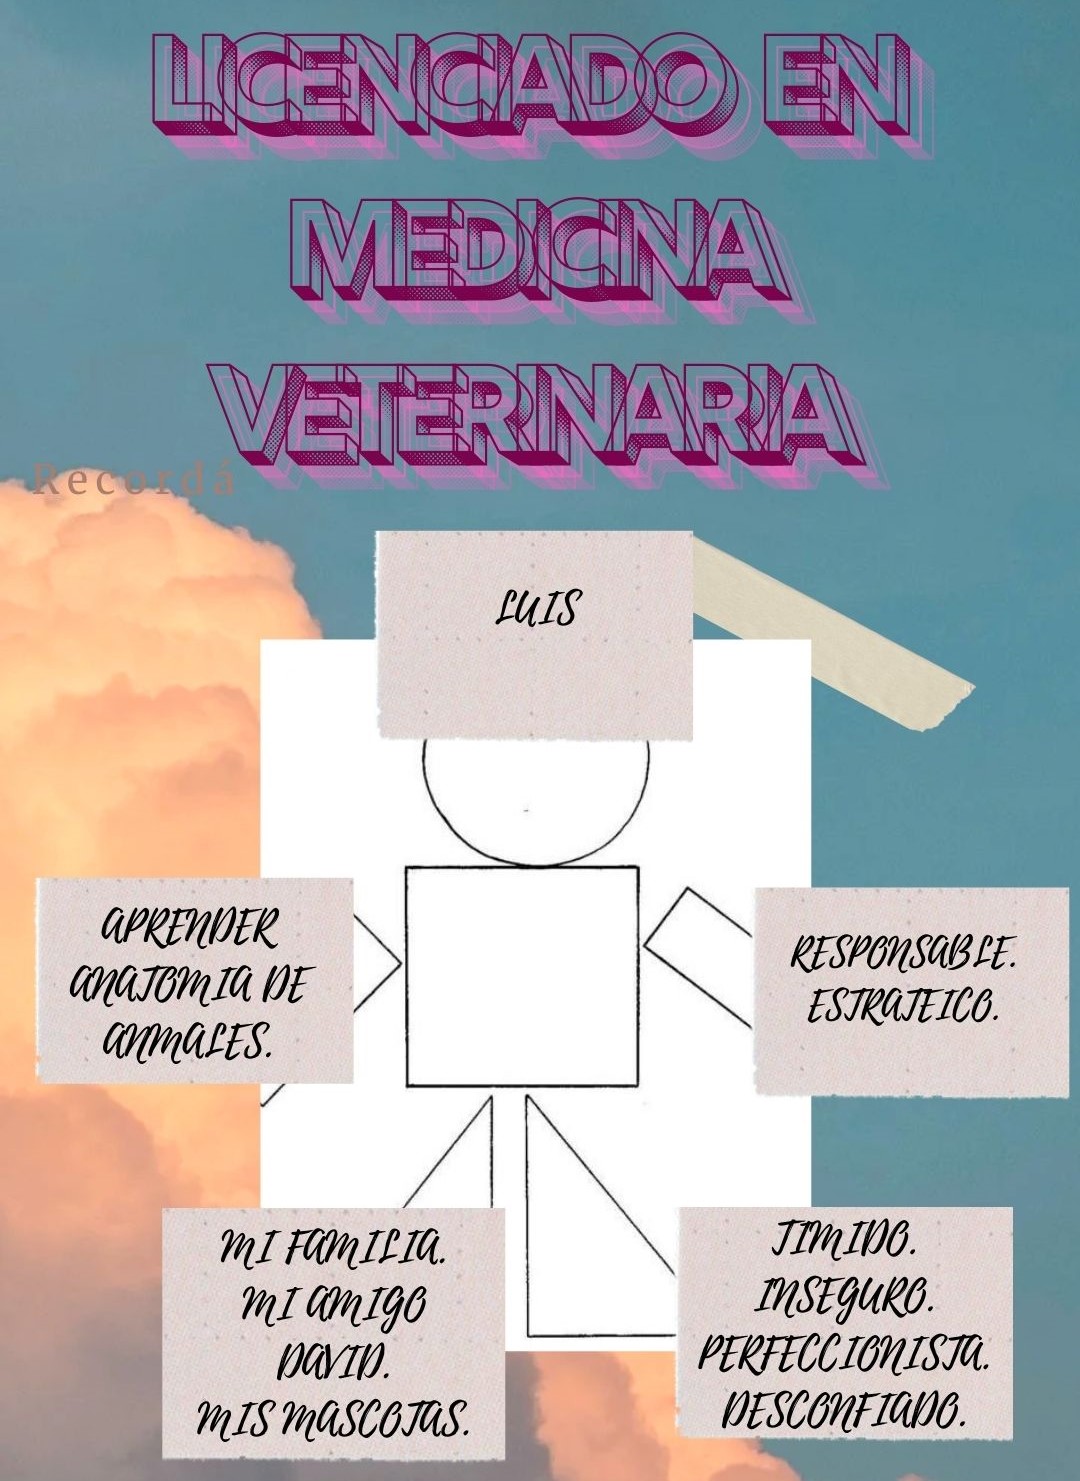 LICENCIADO EN
MEDICINA
VETERINARIA
Recordá
LUIS
APRENDER
ANATOMIA DE
ANMALES.
RESPONSABLE.
ESTRATEICO.
MI FAMILIA.
MI AMIGO
DAVID.
MIS MASCOTAS.
TIMIDO.
INSEGURO.
PERFECCIONISTA.
DESCONFIADO.